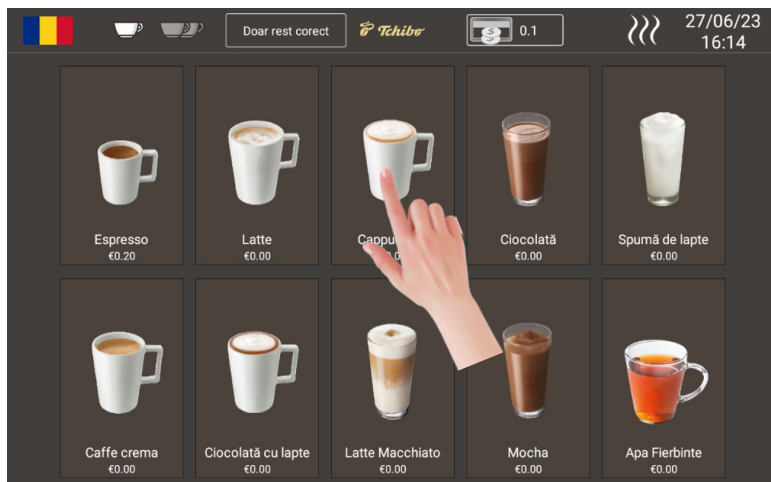 Doar rest corect
Tchibo
0.1
27/06/23
16:14
Espresso
€0.20
Latte
€0.00
Ciocolată
€0.00
Spumă de lapte
€0.00
Caffe crema
€0.00
Ciocolată cu lapte
€0.00
Latte Macchiato
€0.00
Mocha
€0.00
Apa Fierbinte
€0.00